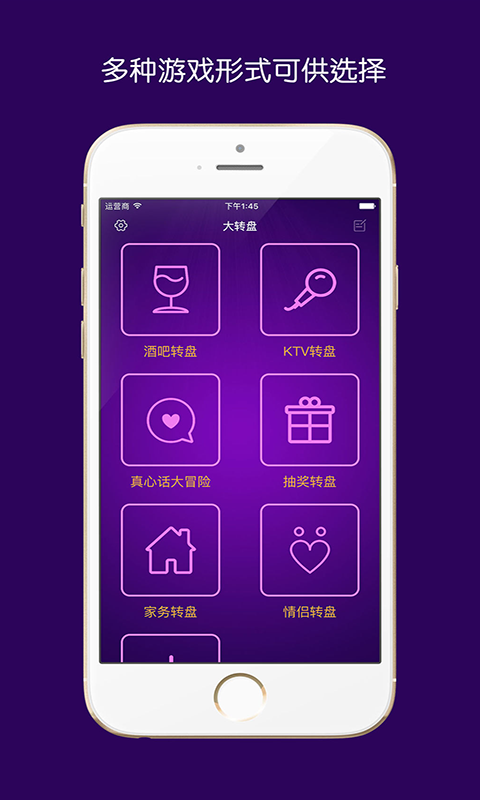 多种游戏形式可供选择
运营商 下午1:45
大转盘
酒吧转盘 KTV转盘
真心话大冒险 抽奖转盘
家务转盘 情侣转盘